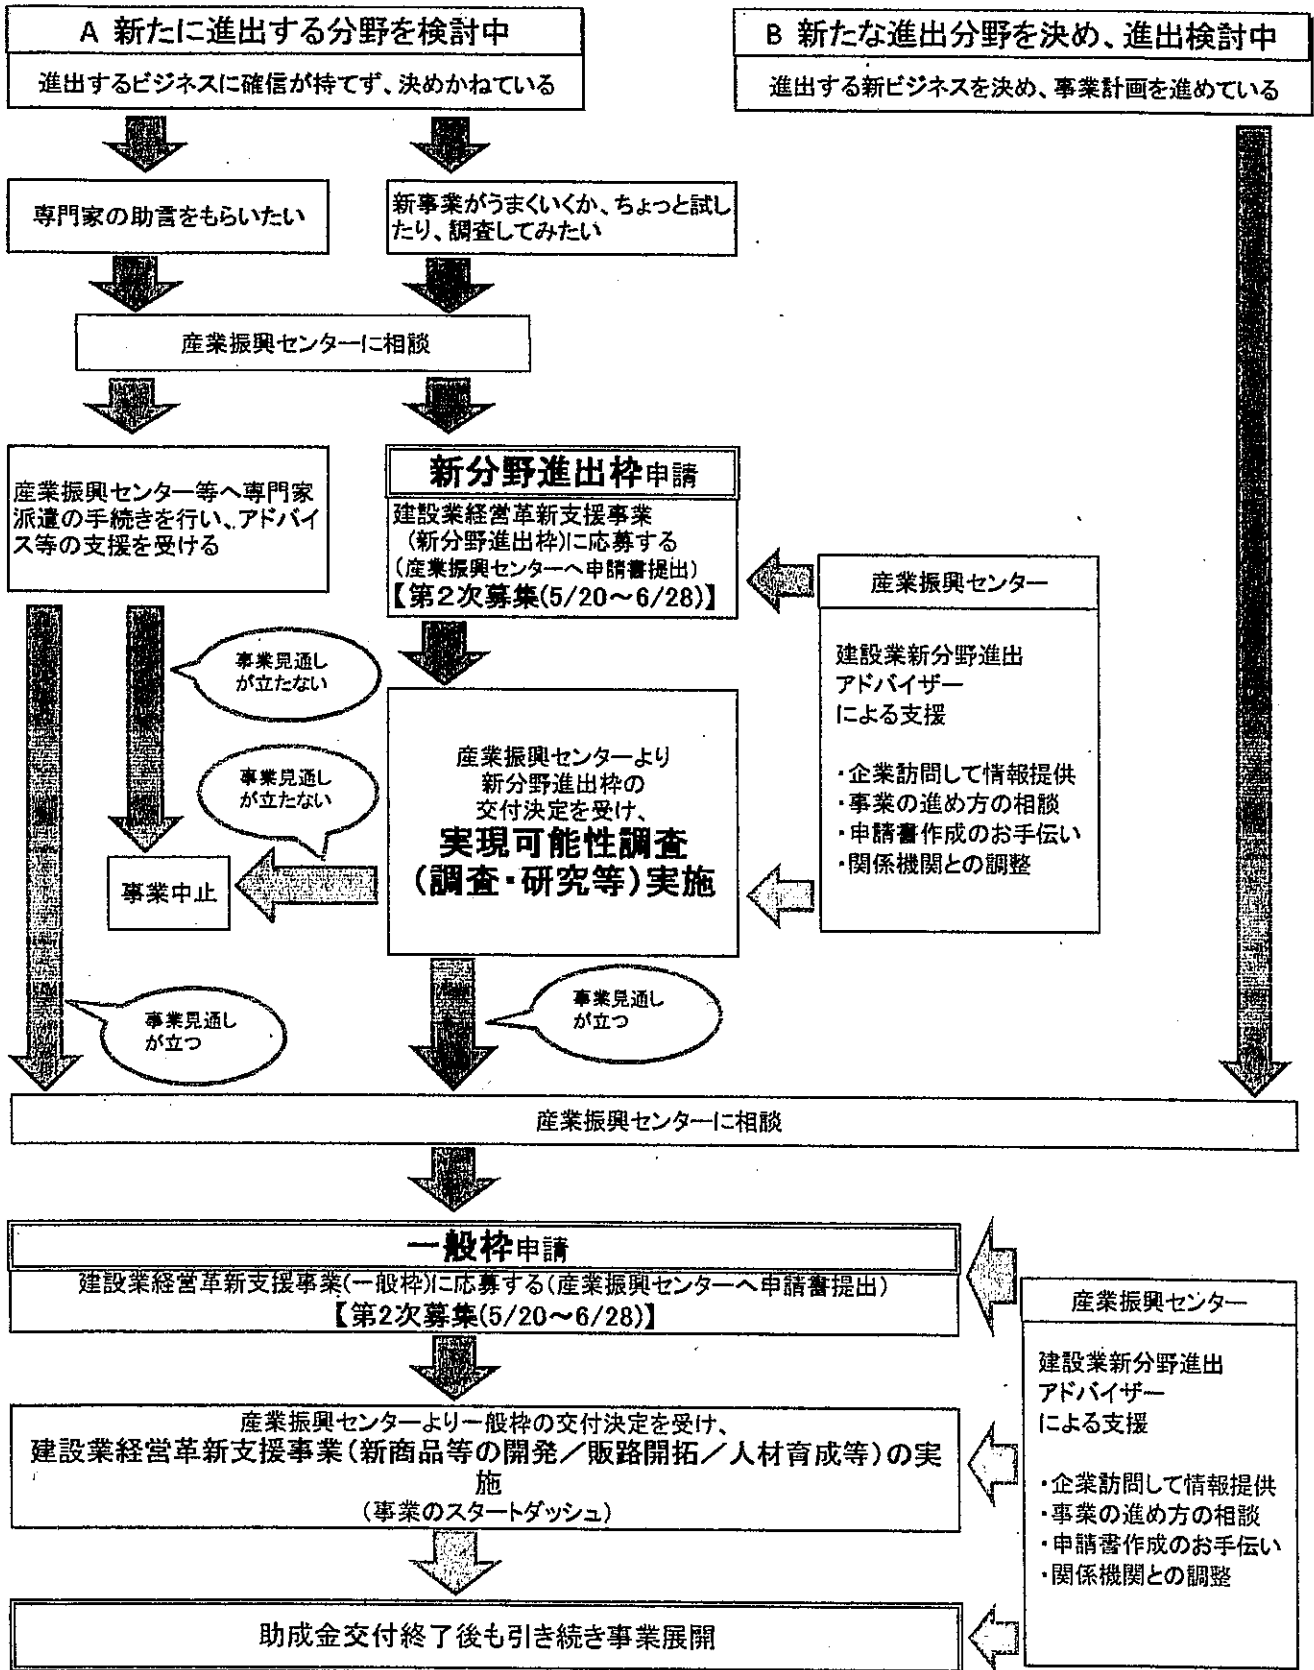 A 新たに進出する分野を検討中
進出するビジネスに確信が持てず、決めかねている
B 新たな進出分野を決め、進出検討中
進出する新ビジネスを決め、事業計画を進めている
専門家の助言をもらいたい
新事業がうまくいくか、ちょっと試し
たり、調査してみたい
産業振興センターに相談
産業振興センター等へ専門家
派遣の手続きを行い、アドバイ
ス等の支援を受ける
新分野進出枠申請
建設業経営革新支援事業
(新分野進出枠)に応募する
(産業振興センターへ申請書提出)
【第2次募集(5/20~6/28)】
産業振興センター
建設業新分野進出
アドバイザー
による支援
・企業訪問して情報提供
・事業の進め方の相談
・申請書作成のお手伝い
・関係機関との調整
事業見通し
が立たない
事業見通し
が立たない
産業振興センターより
新分野進出枠の
交付決定を受け、
実現可能性調査
(調査・研究等)実施
事業中止
事業見通し
が立つ
事業見通し
が立つ
産業振興センターに相談
一般枠申請
建設業経営革新支援事業(一般枠)に応募する(産業振興センターへ申請書提出)
【第2次募集(5/20~6/28)】
産業振興センターより一般枠の交付決定を受け、
建設業経営革新支援事業(新商品等の開発/販路開拓/人材育成等)の実
施
(事業のスタートダッシュ)
産業振興センター
建設業新分野進出
アドバイザー
による支援
・企業訪問して情報提供
・事業の進め方の相談
・申請書作成のお手伝い
・関係機関との調整
助成金交付終了後も引き続き事業展開